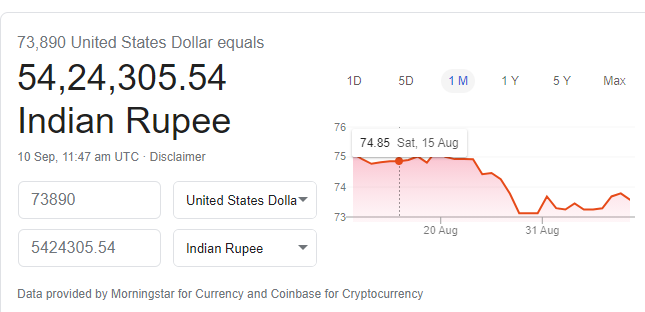 73,890 United States Dollar equals
54,24,305.54
Indian Rupee
10 Sep, 11:47 am UTC · Disclaimer
73890 United States Dolla
5424305.54 Indian Rupee
1D 5D 1 M 1 Y 5 Y Max
76
74.85 Sat, 15 Aug
75
74
73
20 Aug 31 Aug
Data provided by Morningstar for Currency and Coinbase for Cryptocurrency